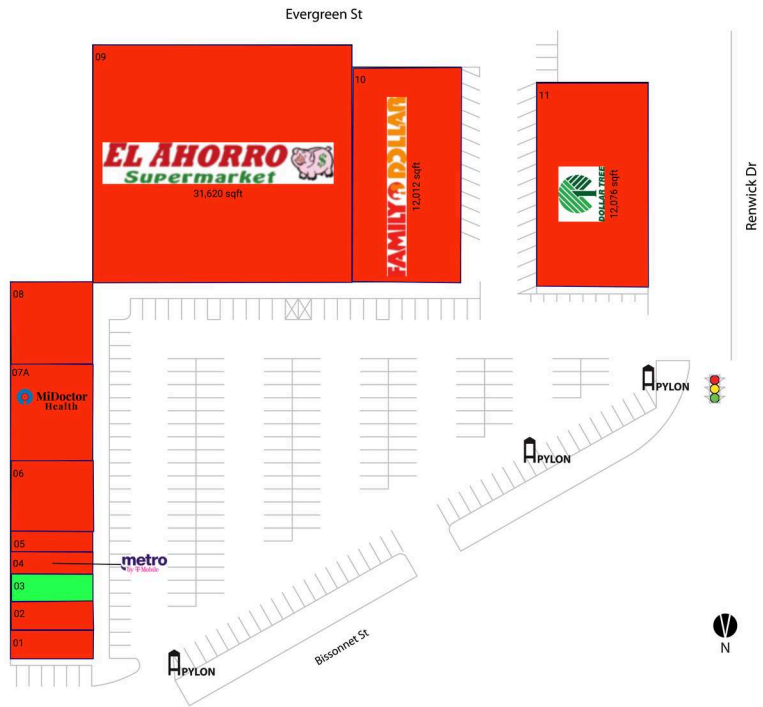 Evergreen St
09
EL AHORRO
Supermarket
$
31,620 sqft
10
FAMILY DOLLAR
12,012 sqft
11
DOLLAR TREE
12,076 sqft
Renwick Dr
08
07A
MiDoctor
Health
06
05
04
metro
by T Mobile
03
02
01
PYLON
PYLON
PYLON
Bissonnet St
N